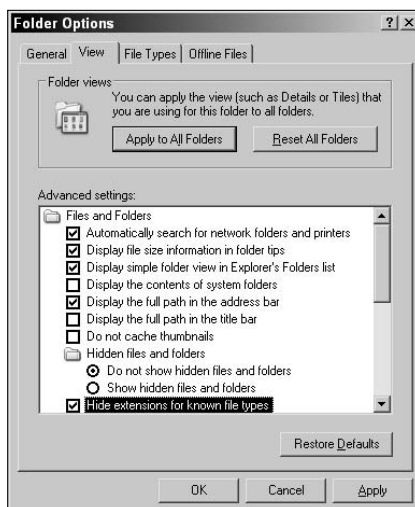 Folder Options
General View File Types Offline Files
Folder views
You can apply the view (such as Details or Tiles) that
you are using for this folder to all folders.
Apply to All Folders Reset All Folders
Advanced settings:
Files and Folders
Automatically search for network folders and printers
Display file size information in folder tips
Display simple folder view in Explorer's Folders list
Display the contents of system folders
Display the full path in the address bar
Display the full path in the title bar
Do not cache thumbnails
Hidden files and folders
Do not show hidden files and folders
Show hidden files and folders
Hide extensions for known file types
Restore Defaults
OK Cancel Apply